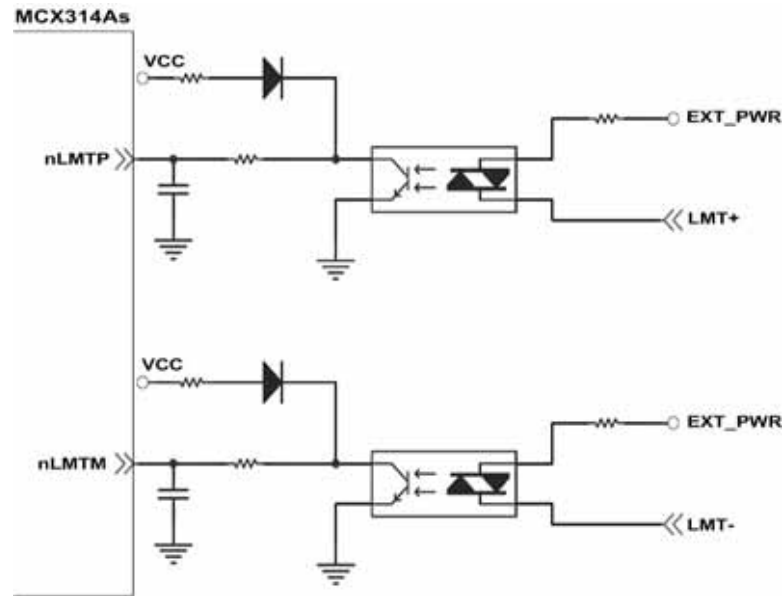 MCX314As
VCC
EXT_PWR
nLMTP
LMT+
VCC
EXT_PWR
nLMTM
LMT-